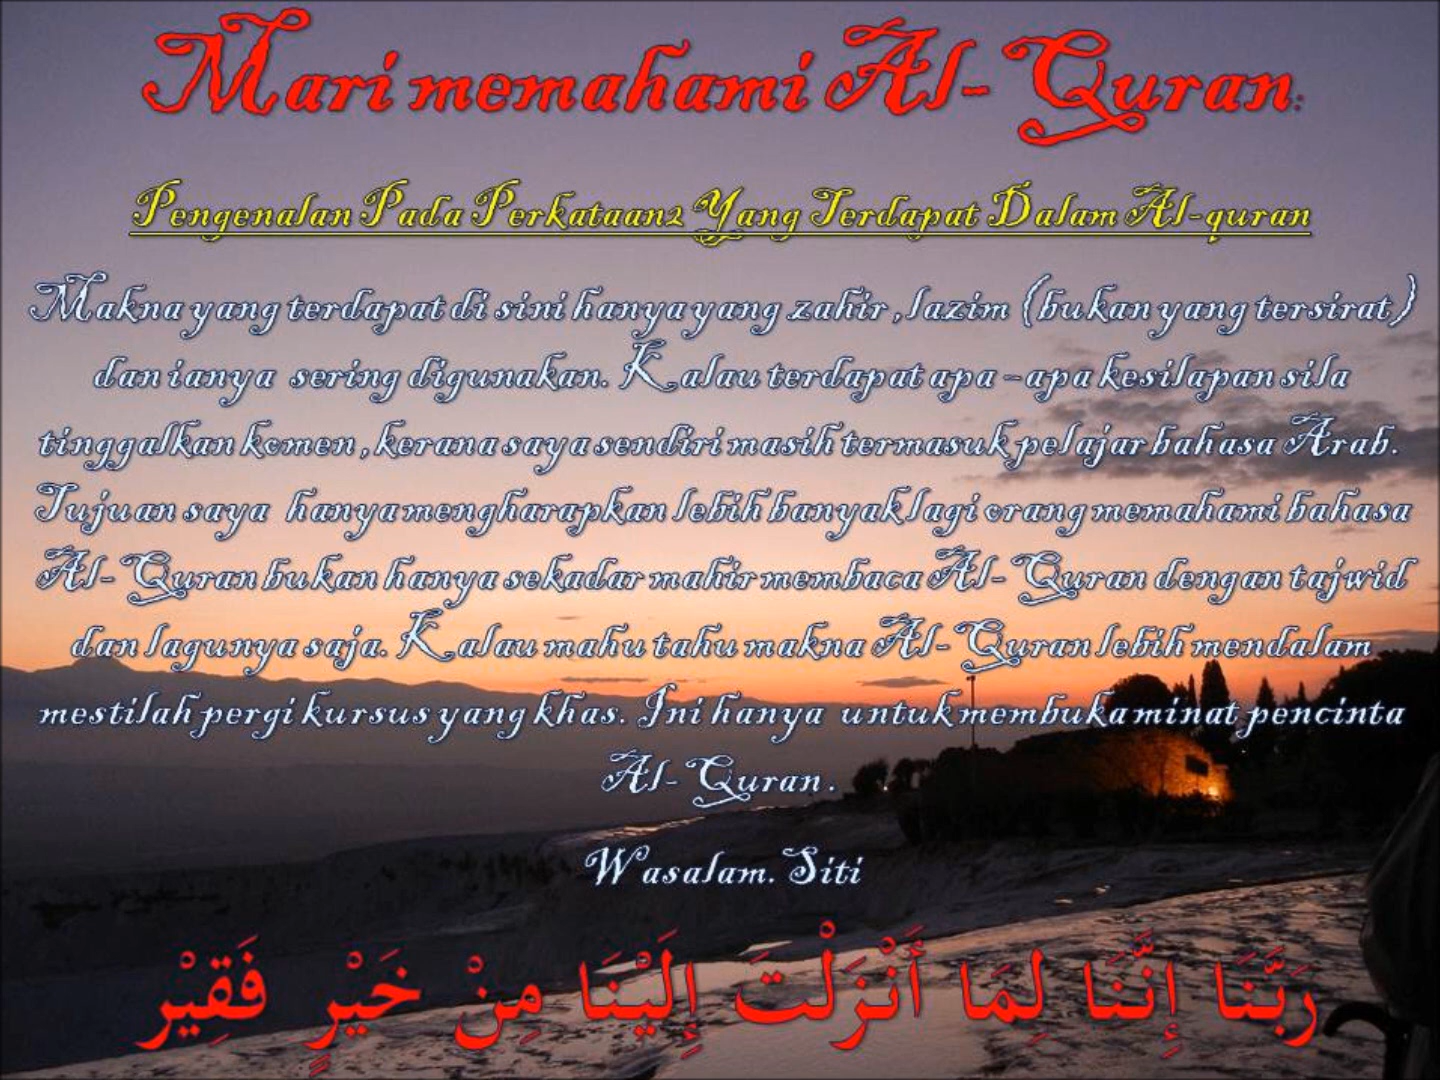 Mari memahami Al-Quran:
Pengenalan Pada Perkataan2 Yang Terdapat Dalam Al-quran
Makna yang terdapat di sini hanya yang zahir , lazim (bukan yang tersirat)
dan ianya sering digunakan. Kalau terdapat apa –apa kesilapan sila
tinggalkan komen , kerana saya sendiri masih termasuk pelajar bahasa Arab.
Tujuan saya hanya mengharapkan lebih banyak lagi orang memahami bahasa
Al-Quran bukan hanya sekadar mahir membaca Al-Quran dengan tajwid
dan lagunya saja. Kalau mahu tahu makna Al-Quran lebih mendalam
mestilah pergi kursus yang khas. Ini hanya untuk membuka minat pencinta
Al-Quran .
Wasalam. Siti
رَبَّنَا إِنَّنَا لِمَا أَنْزَلْتَ إِلَيْنَا مِنْ خَيْرٍ فَقِيْر